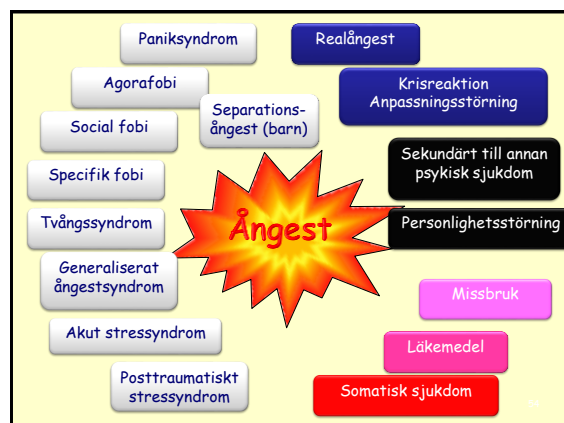 Paniksyndrom
Realångest
Agorafobi
Krisreaktion
Anpassningsstörning
Separations-
ångest (barn)
Social fobi
Sekundärt till annan
psykisk sjukdom
Specifik fobi
Tvångssyndrom
Ångest
Personlighetsstörning
Generaliserat
ångestsyndrom
Missbruk
Akut stressyndrom
Läkemedel
Posttraumatiskt
stressyndrom
Somatisk sjukdom